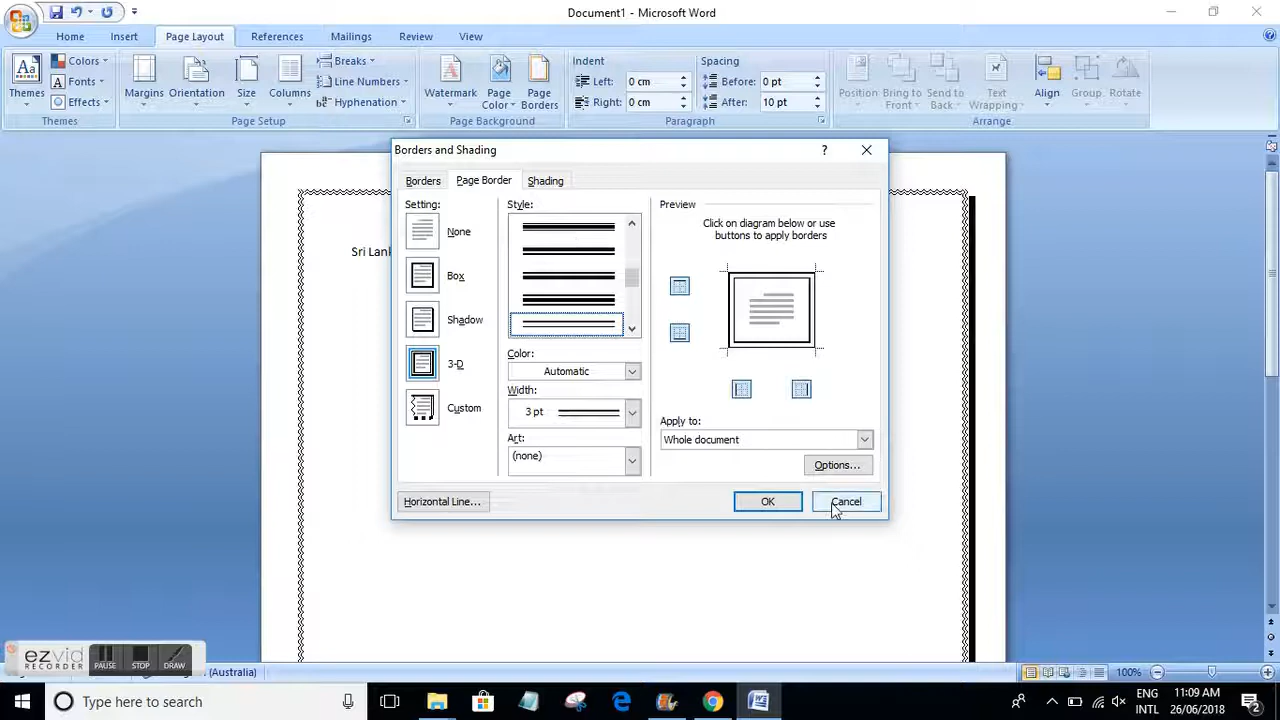 Document1 - Microsoft Word
Home Insert Page Layout References Mailings Review View
Themes
Colors
Fonts
Effects
Themes
Margins
Orientation
Size
Columns
Breaks
Line Numbers
Hyphenation
Page Setup
Watermark
Page Color
Page Borders
Page Background
Indent
Left: 0 cm
Right: 0 cm
Spacing
Before: 0 pt
After: 10 pt
Paragraph
Position
Bring to Front
Send to Back
Text Wrapping
Align
Group
Rotate
Arrange
Sri Lank
Borders and Shading
?
Borders Page Border Shading
Setting:
None
Box
Shadow
3-D
Custom
Style:
Color:
Automatic
Width:
3 pt
Art:
(none)
Preview
Click on diagram below or use
buttons to apply borders
Apply to:
Whole document
Options...
Horizontal Line...
OK
Cancel
ezvid
RECORDER
PAUSE
STOP
DRAW
(Australia)
100%
Type here to search
ENG
INTL
11:09 AM
26/06/2018
2